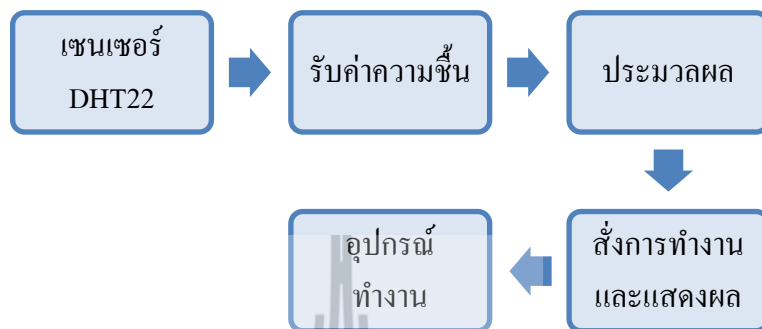 เซนเซอร์
DHT22
รับค่าความชื้น
ประมวลผล
สั่งการทำงาน
และแสดงผล
อุปกรณ์
ทำงาน